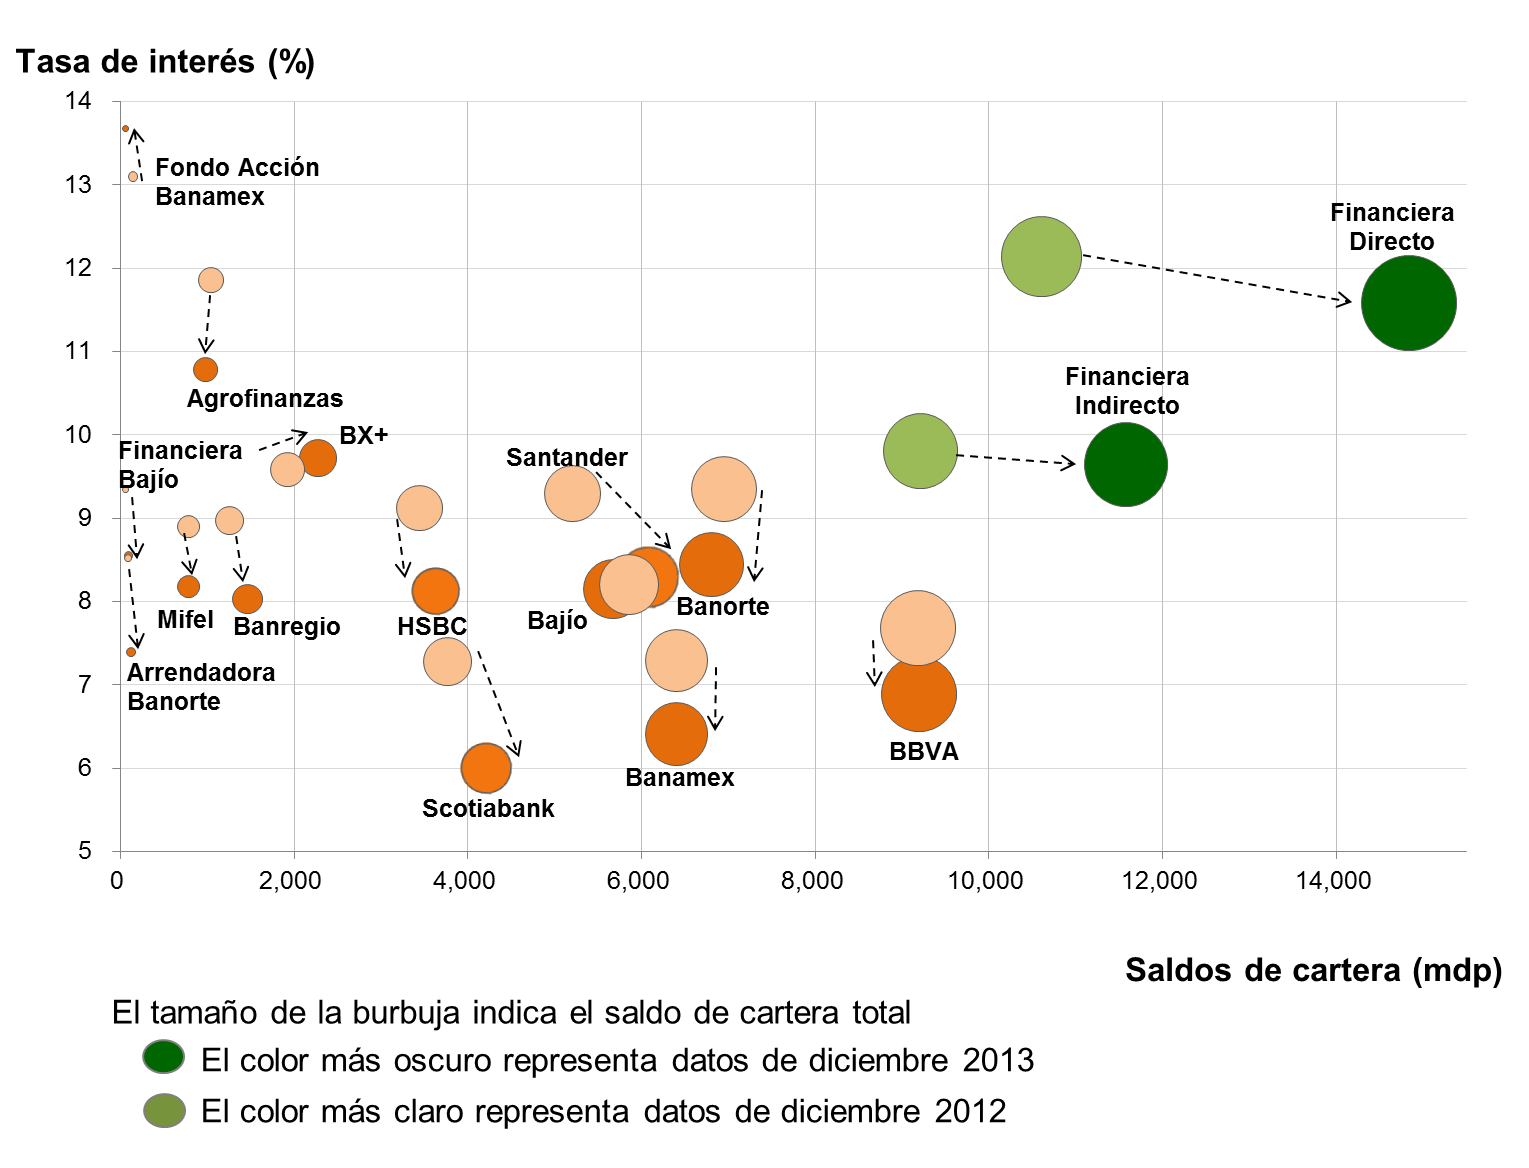 Tasa de interés (%)
14
13
12
11
10
9
8
7
6
5
Fondo Acción
Banamex
Financiera
Directo
Financiera
Indirecto
Agrofinanzas
BX+
Financiera
Bajío
Santander
Mifel
Banregio
HSBC
Bajío
Banorte
Arrendadora
Banorte
BBVA
Banamex
Scotiabank
0
2,000
4,000
6,000
8,000
10,000
12,000
14,000
Saldos de cartera (mdp)
El tamaño de la burbuja indica el saldo de cartera total
El color más oscuro representa datos de diciembre 2013
El color más claro representa datos de diciembre 2012